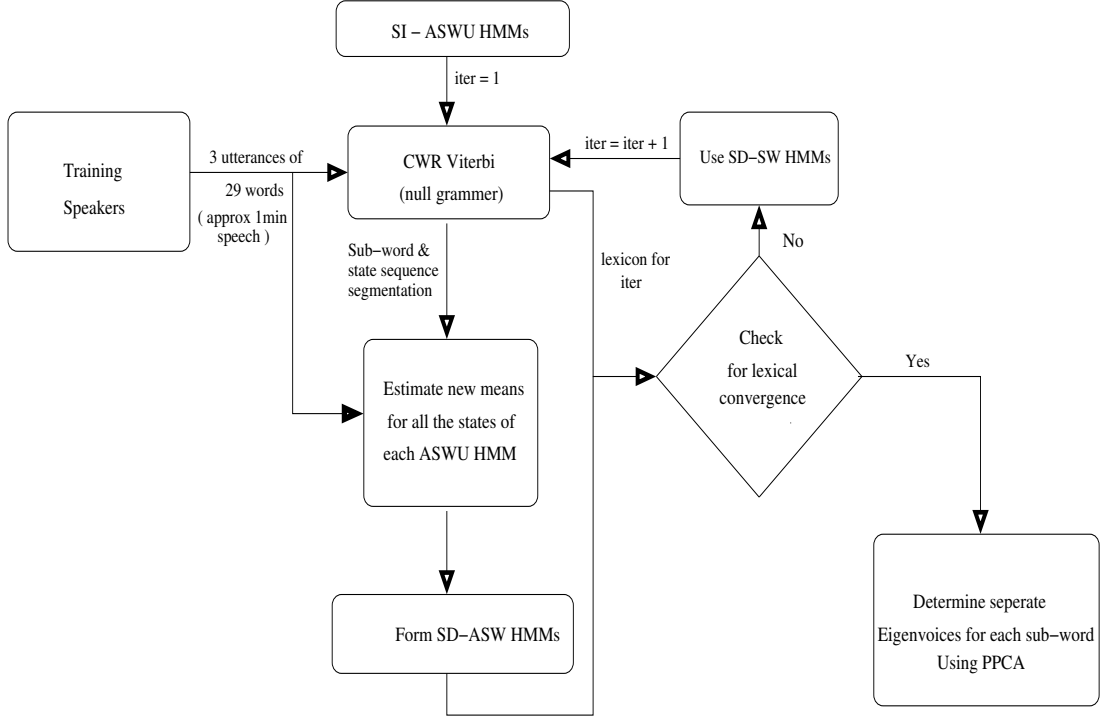 SI − ASWU HMMs
iter = 1
Training
Speakers
3 utterances of
29 words
( approx 1min
speech )
CWR Viterbi
(null grammer)
iter = iter + 1
Use SD−SW HMMs
No
Sub−word &
state sequence
segmentation
lexicon for
iter
Check
for lexical
convergence
Yes
Estimate new means
for all the states of
each ASWU HMM
Form SD−ASW HMMs
Determine seperate
Eigenvoices for each sub−word
Using PPCA